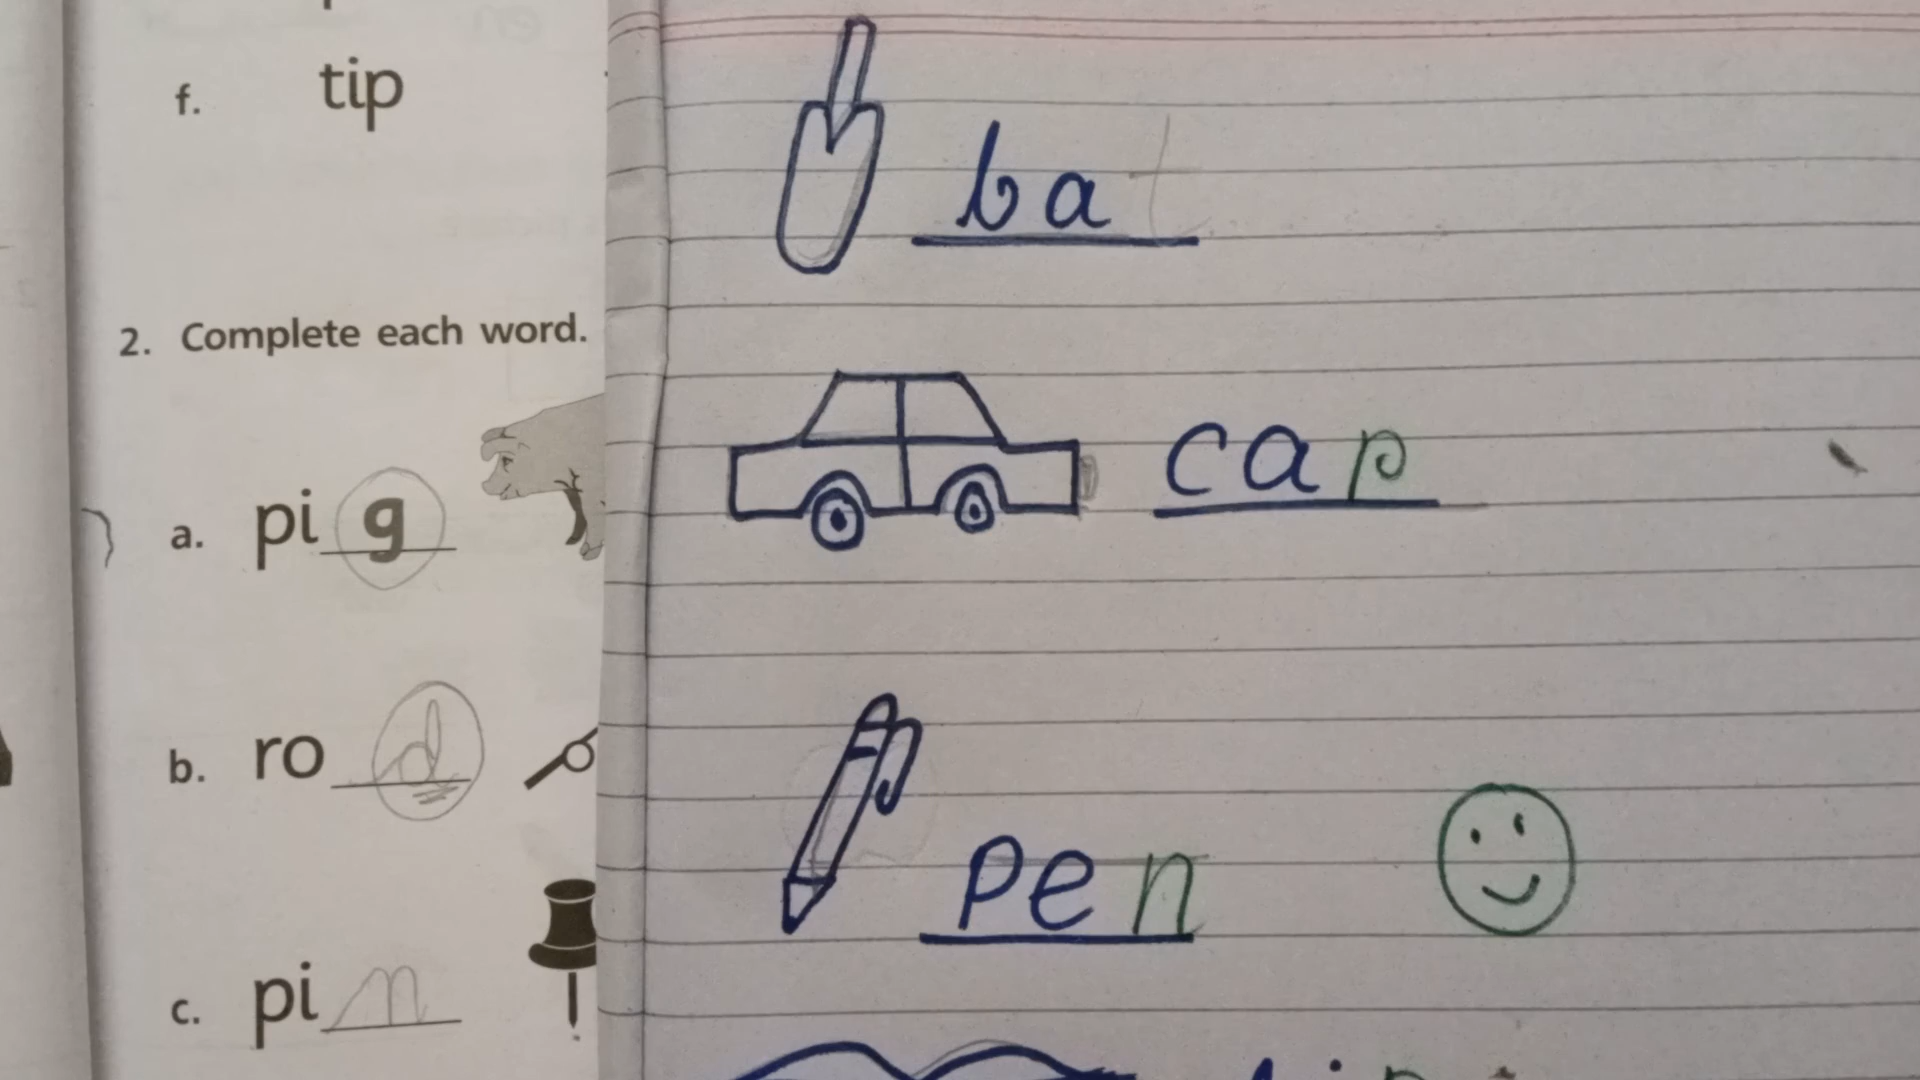 f. tip
2. Complete each word.
a. pig
b. rod
c. pin
bat
cap
pen